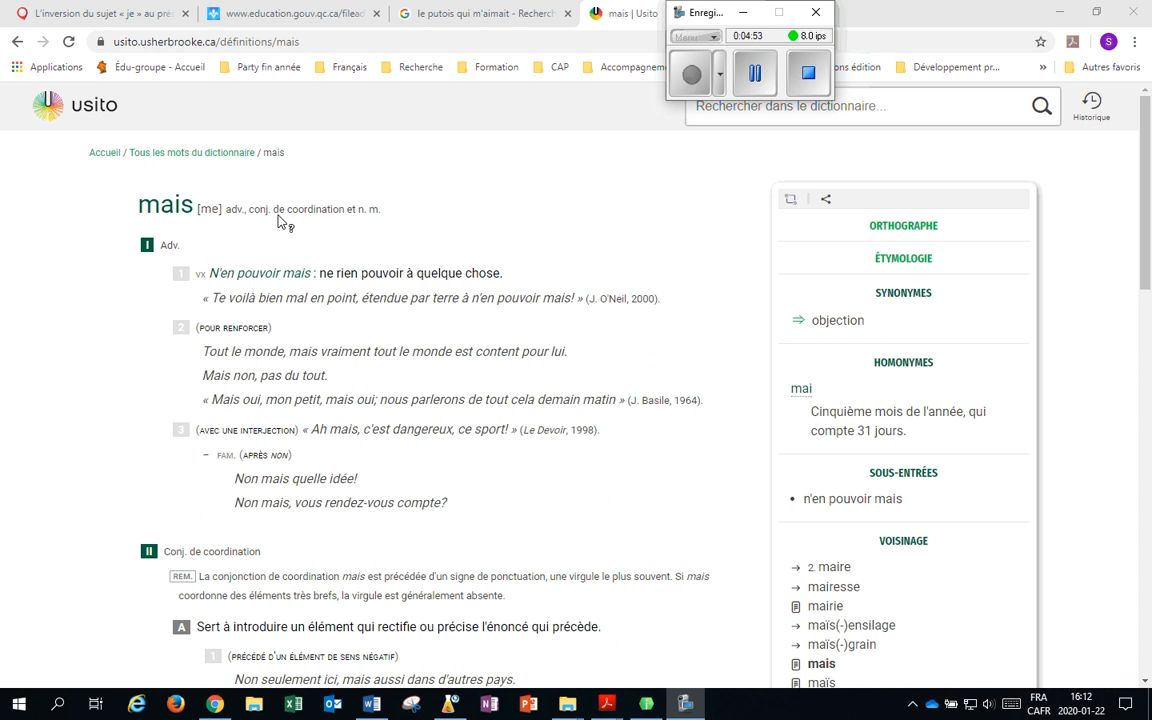 L'inversion du sujet « je » au prés
www.education.gouv.qc.ca/filead
le putois qui m'aimait - Recherc
mais | Usito
Enregi...
Menu
0:04:53
8.0 ips
usito.usherbrooke.ca/définitions/mais
S
Applications
Édu-groupe - Accueil
Party fin année
Français
Recherche
Formation
CAP
Accompagneme
ons édition
Développement pr...
»
Autres favoris
usito
Rechercher dans le dictionnaire...
Historique
Accueil / Tous les mots du dictionnaire / mais
mais [me] adv., conj. de coordination et n. m.
I Adv.
1 VX N'en pouvoir mais : ne rien pouvoir à quelque chose.
« Te voilà bien mal en point, étendue par terre à n'en pouvoir mais! » (J. O'Neil, 2000).
2 (POUR RENFORCER)
Tout le monde, mais vraiment tout le monde est content pour lui.
Mais non, pas du tout.
« Mais oui, mon petit, mais oui; nous parlerons de tout cela demain matin » (J. Basile, 1964).
3 (AVEC UNE INTERJECTION) « Ah mais, c'est dangereux, ce sport! » (Le Devoir, 1998).
– FAM. (APRÈS NON)
Non mais quelle idée!
Non mais, vous rendez-vous compte?
II Conj. de coordination
REM. La conjonction de coordination mais est précédée d'un signe de ponctuation, une virgule le plus souvent. Si mais
coordonne des éléments très brefs, la virgule est généralement absente.
A Sert à introduire un élément qui rectifie ou précise l'énoncé qui précède.
1 (PRÉCÉDÉ D'UN ÉLÉMENT DE SENS NÉGATIF)
Non seulement ici, mais aussi dans d'autres pays.
ORTHOGRAPHE
ÉTYMOLOGIE
SYNONYMES
⇒ objection
HOMONYMES
mai
Cinquième mois de l'année, qui
compte 31 jours.
SOUS-ENTRÉES
• n'en pouvoir mais
VOISINAGE
→ 2. maire
→ mairesse
mairie
→ maïs(-)ensilage
→ maïs(-)grain
mais
maïs
FRA
CAFR
16:12
2020-01-22